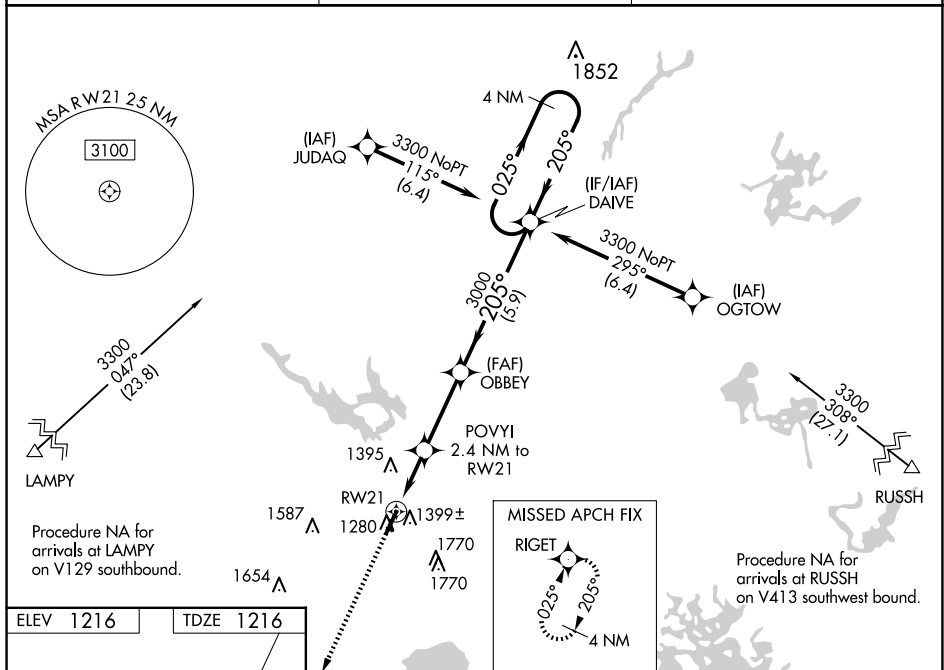 1852
4 NM
MSA RW21 25 NM
3100
(IAF)
JUDAQ
3300 NoPT
115°
(6.4)
025°
205°
(IF/IAF)
DAIVE
3300 NoPT
295°
(6.4)
(IAF)
OGTOW
3000
205°
(5.9)
3300
047°
(23.8)
LAMPY
(FAF)
OBBEY
3300
308°
(27.1)
RUSSH
POVYI
2.4 NM to
RW21
1395
RW21
1587
1280
1399±
1770
1770
1654
Procedure NA for
arrivals at LAMPY
on V129 southbound.
MISSED APCH FIX
RIGET
025°
205°
4 NM
Procedure NA for
arrivals at RUSSH
on V413 southwest bound.
ELEV 1216
TDZE 1216